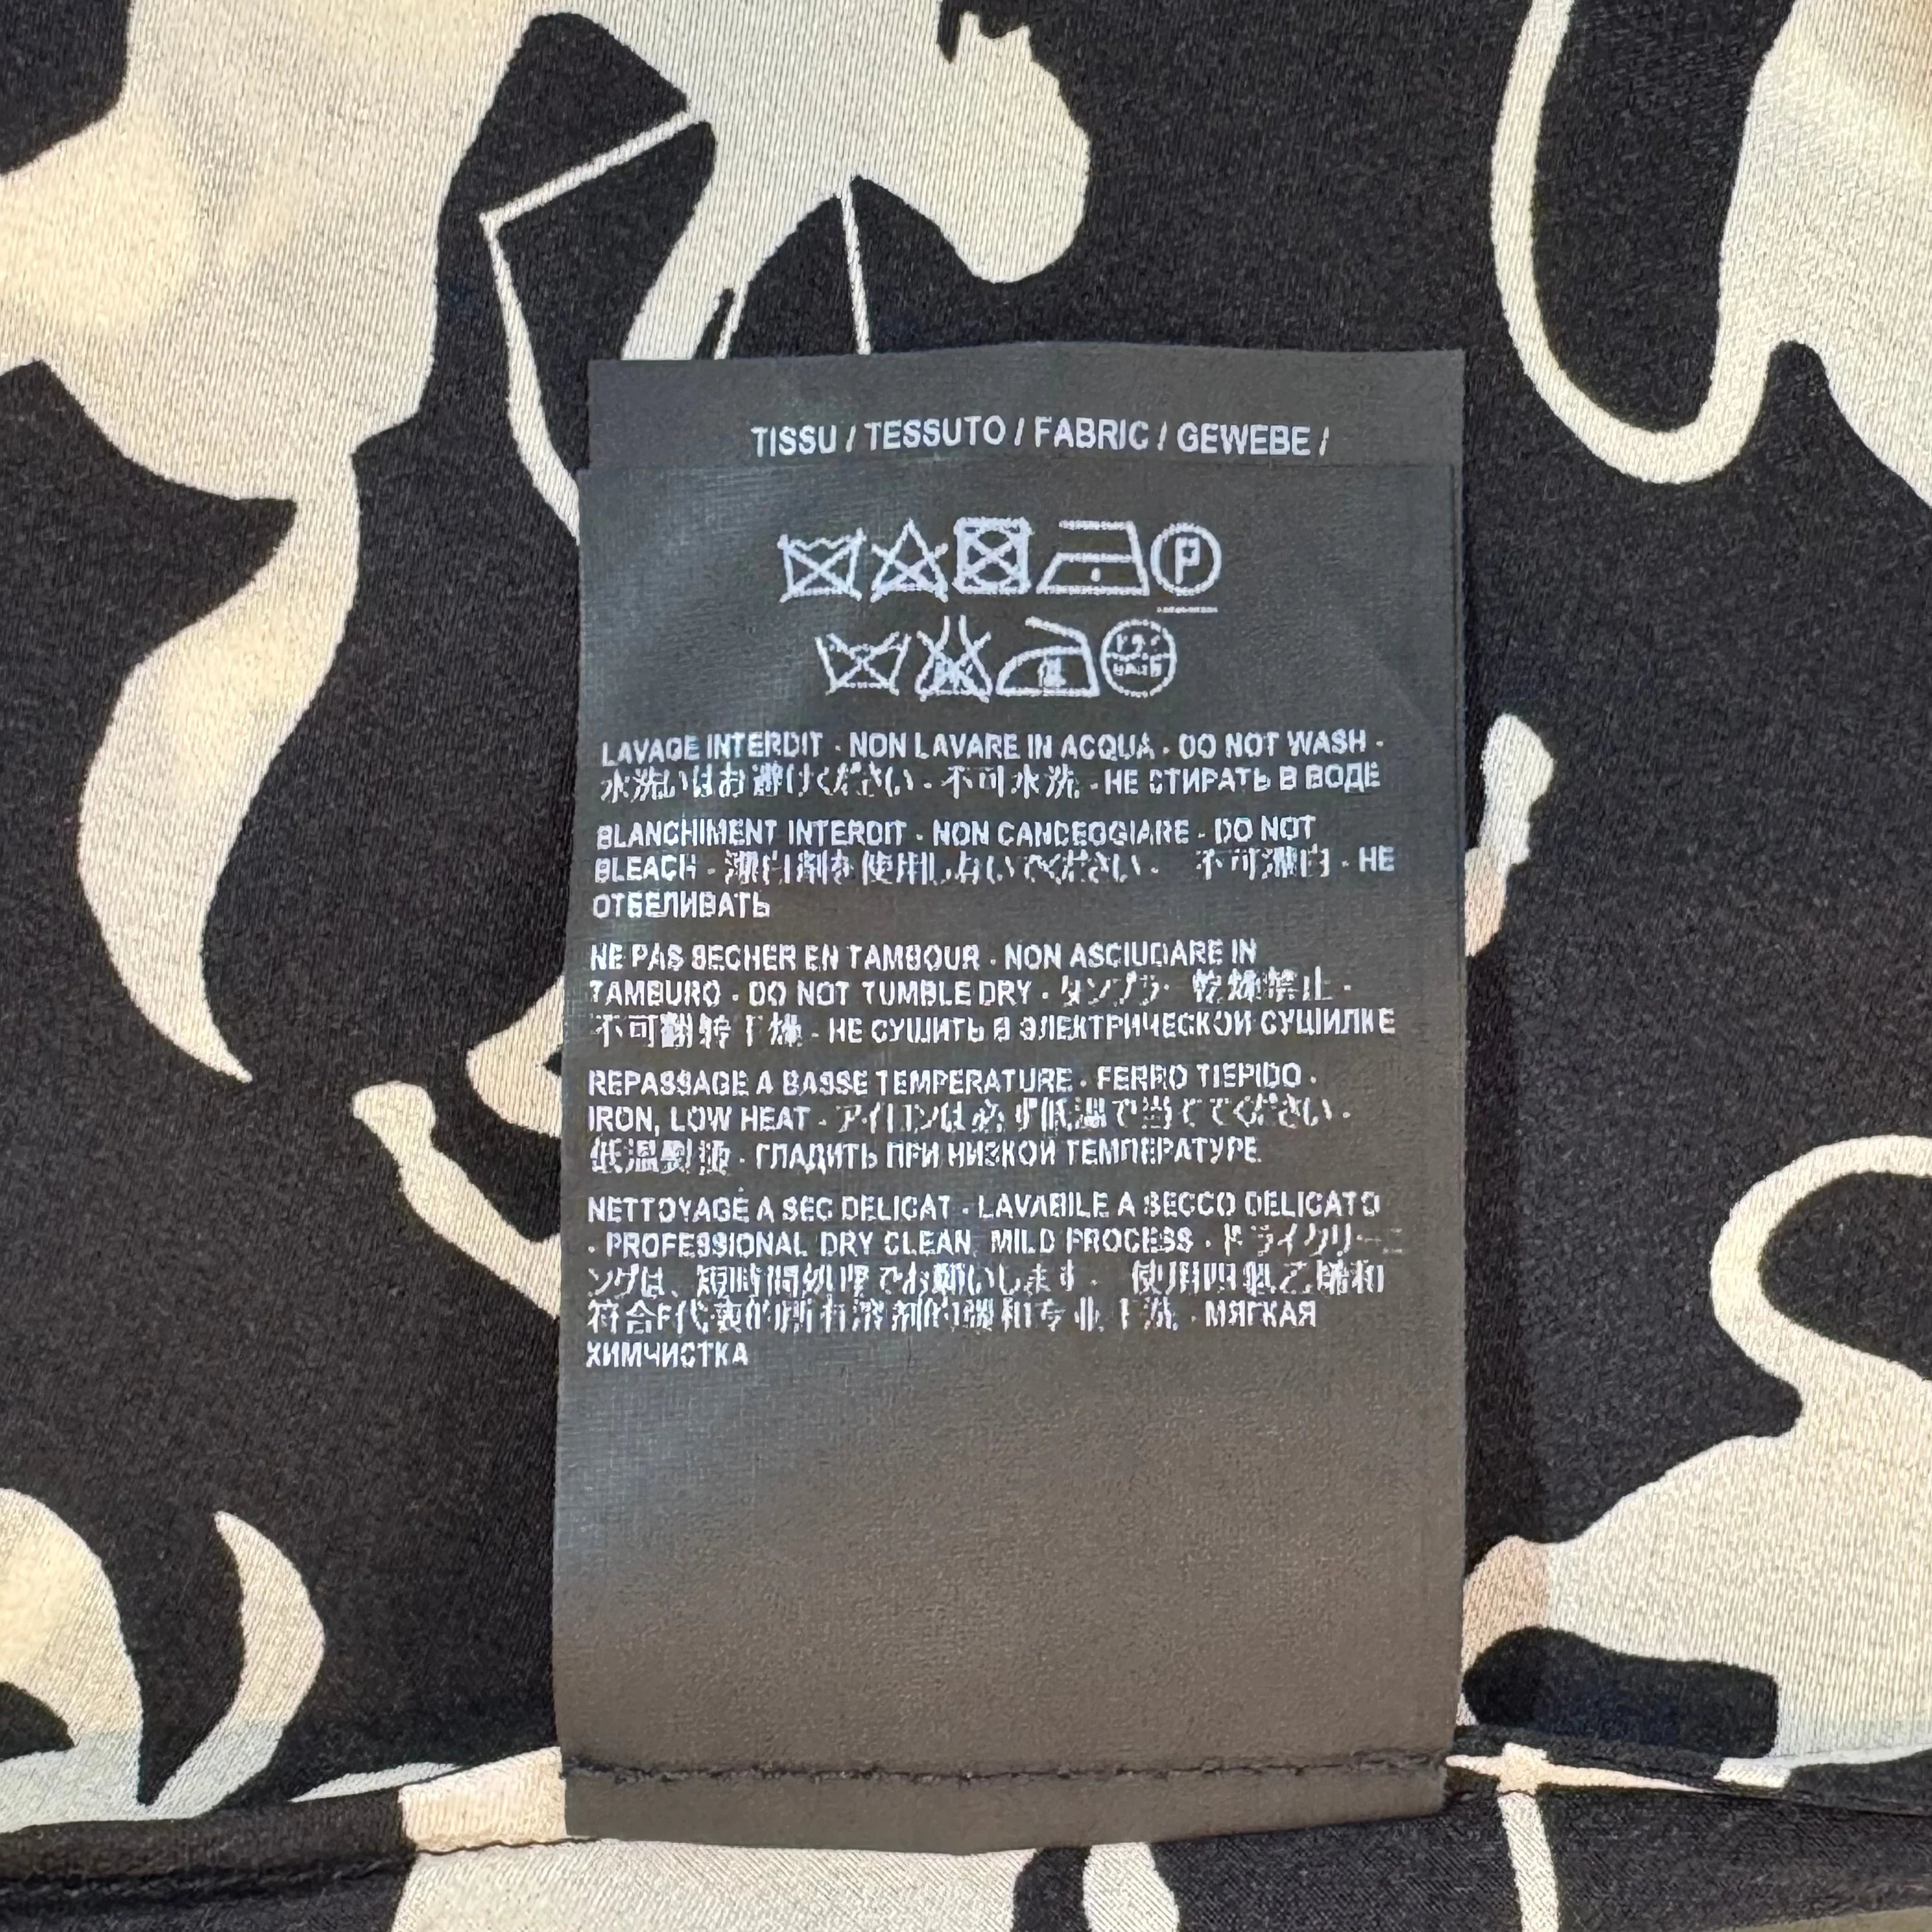 TISSU / TESSUTO / FABRIC / GEWEBE /
P
LAVAGE INTERDIT - NON LAVARE IN ACQUA - DO NOT WASH -
水洗いはお避けください - 不可水洗 - НЕ СТИРАТЬ В ВОДЕ
BLANCHIMENT INTERDIT - NON CANDEGGIARE - DO NOT
BLEACH - 漂白剤を使用しないでください - 不可漂白 - НЕ
ОТБЕЛИВАТЬ
NE PAS SECHER EN TAMBOUR - NON ASCIUGARE IN
TAMBURO - DO NOT TUMBLE DRY - タンブラー乾燥禁止 -
不可翻转干燥 - НЕ СУШИТЬ В ЭЛЕКТРИЧЕСКОЙ СУШИЛКЕ
REPASSAGE A BASSE TEMPERATURE - FERRO TIEPIDO -
IRON, LOW HEAT - アイロンは必ず低温で当ててください -
低温熨烫 - ГЛАДИТЬ ПРИ НИЗКОЙ ТЕМПЕРАТУРЕ
NETTOYAGE A SEC DELICAT - LAVABILE A SECCO DELICATO
- PROFESSIONAL DRY CLEAN, MILD PROCESS - ドライクリーニ
ングは、短時間処理でお願いします - 使用四氯乙烯和
符合F代表的所有溶剂的缓和专业干洗 - МЯГКАЯ
ХИМЧИСТКА